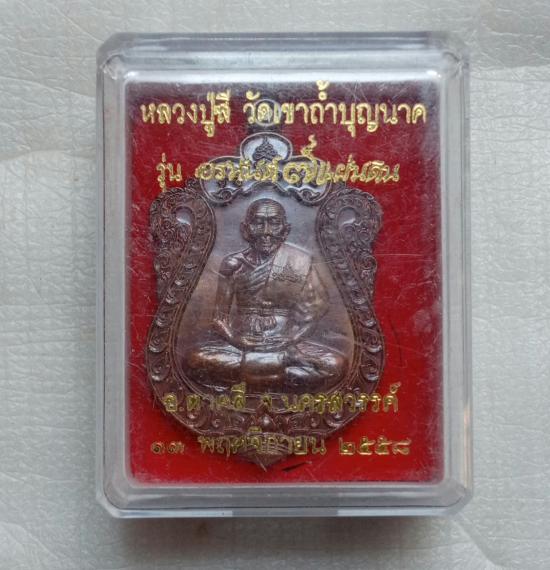 หลวงปู่สี วัดเขาถ้ำบุญนาค
รุ่น อรหันต์ ๗ แผ่นดิน
อ.ตาคลี จ.นครสวรรค์
๑๓ พฤศจิกายน ๒๕๕๘